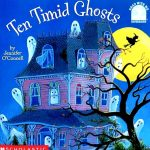 Ten Timid Ghosts
by
Jennifer
O'Connell
SCHOLASTIC